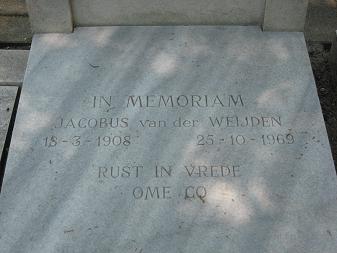 IN MEMORIAM
JACOBUS van der WEIJDEN
18-3-1908 25-10-1969
RUST IN VREDE
OME CO